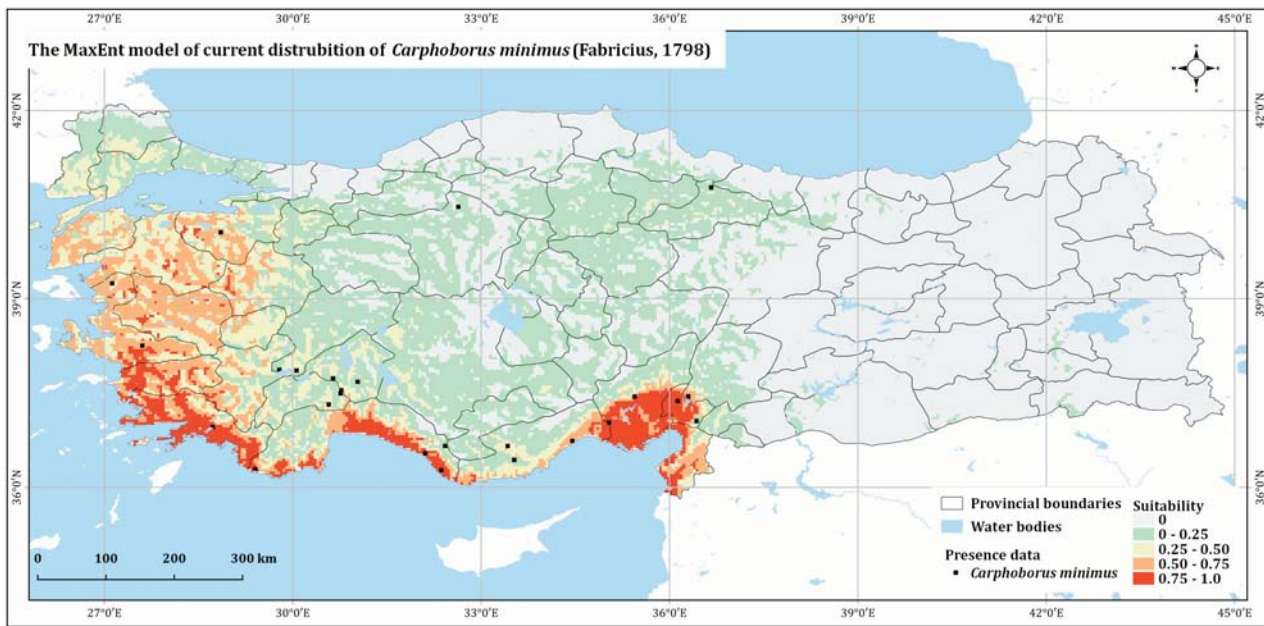 27°0'E 30°0'E 33°0'E 36°0'E 39°0'E 42°0'E 45°0'E
The MaxEnt model of current distrubition of Carphoborus minimus (Fabricius, 1798)
42°0'N 42°0'N
39°0'N 39°0'N
36°0'N 36°0'N
Provincial boundaries
Water bodies
Presence data
Carphoborus minimus
Suitability
0
0 - 0.25
0.25 - 0.50
0.50 - 0.75
0.75 - 1.0
0 100 200 300 km
27°0'E 30°0'E 33°0'E 36°0'E 39°0'E 42°0'E 45°0'E